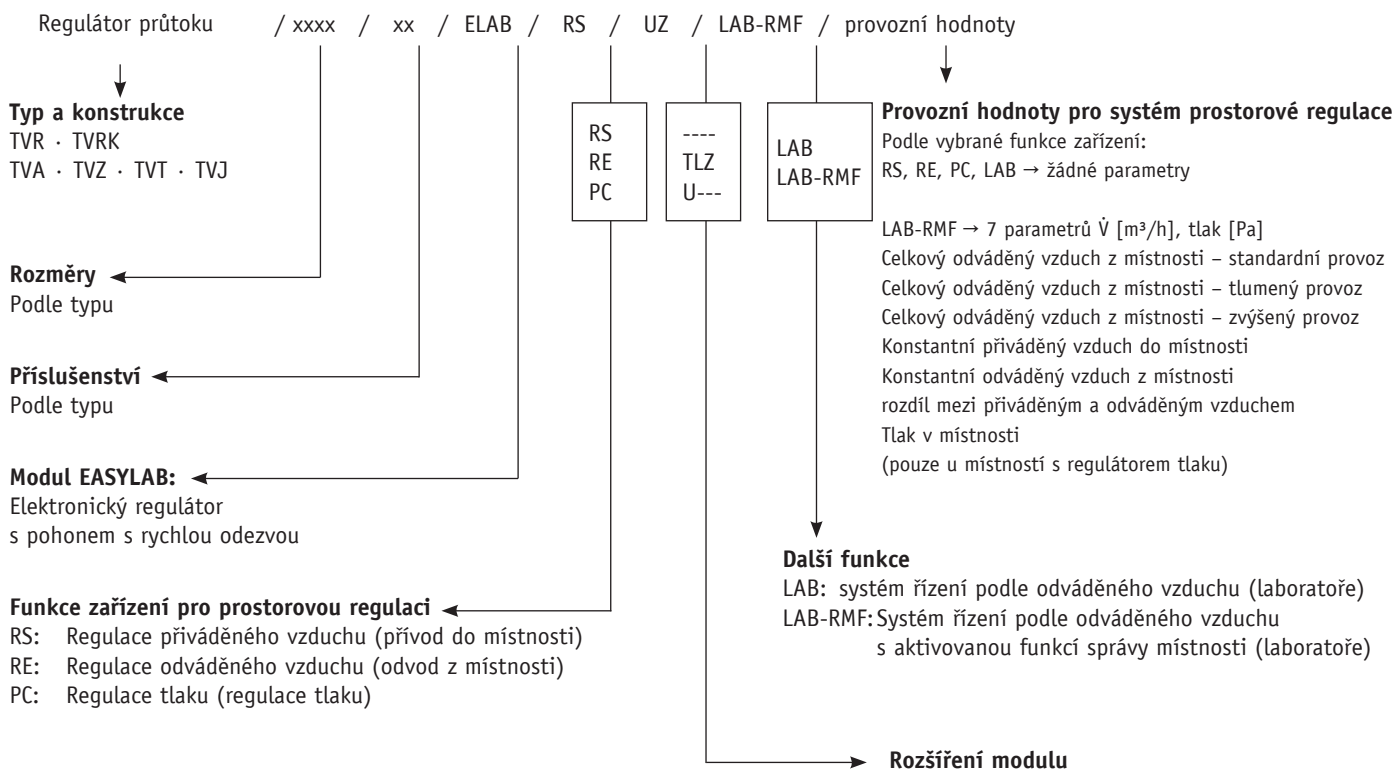 Regulátor průtoku / xxxx / xx / ELAB / RS / UZ / LAB-RMF / provozní hodnoty
Typ a konstrukce
TVR · TVRK
TVA · TVZ · TVT · TVJ
Rozměry
Podle typu
Příslušenství
Podle typu
Modul EASYLAB:
Elektronický regulátor
s pohonem s rychlou odezvou
Funkce zařízení pro prostorovou regulaci
RS: Regulace přiváděného vzduchu (přívod do místnosti)
RE: Regulace odváděného vzduchu (odvod z místnosti)
PC: Regulace tlaku (regulace tlaku)
RS
RE
PC
----
TLZ
U---
LAB
LAB-RMF
Provozní hodnoty pro systém prostorové regulace
Podle vybrané funkce zařízení:
RS, RE, PC, LAB → žádné parametry
LAB-RMF → 7 parametrů V̇ [m³/h], tlak [Pa]
Celkový odváděný vzduch z místnosti – standardní provoz
Celkový odváděný vzduch z místnosti – tlumený provoz
Celkový odváděný vzduch z místnosti – zvýšený provoz
Konstantní přiváděný vzduch do místnosti
Konstantní odváděný vzduch z místnosti
rozdíl mezi přiváděným a odváděným vzduchem
Tlak v místnosti
(pouze u místností s regulátorem tlaku)
Další funkce
LAB: systém řízení podle odváděného vzduchu (laboratoře)
LAB-RMF: Systém řízení podle odváděného vzduchu
s aktivovanou funkcí správy místnosti (laboratoře)
Rozšíření modulu